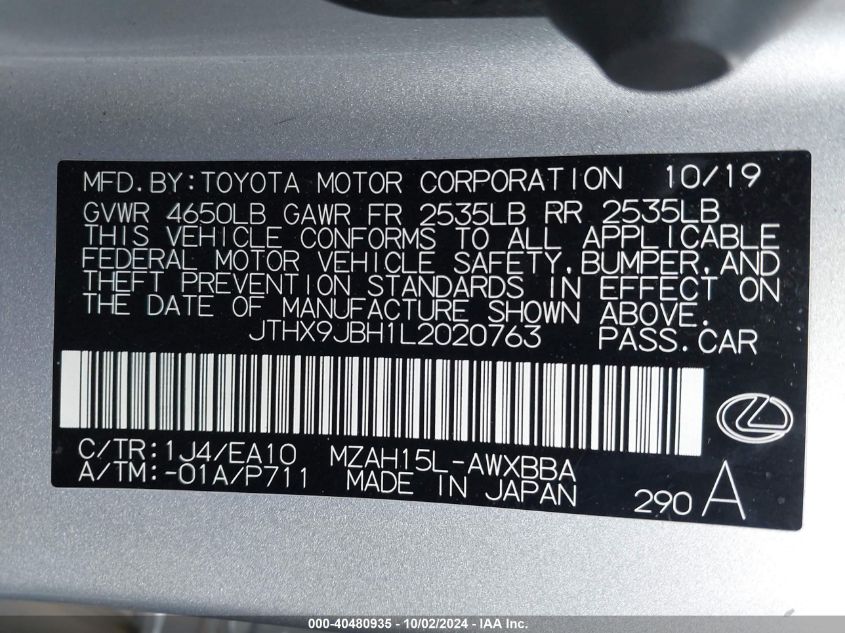 MFD.BY:TOYOTA MOTOR CORPORATION 10/19
GVWR 4650LB GAWR FR 2535LB RR 2535LB
THIS VEHICLE CONFORMS TO ALL APPLICABLE
FEDERAL MOTOR VEHICLE SAFETY,BUMPER,AND
THEFT PREVENTION STANDARDS IN EFFECT ON
THE DATE OF MANUFACTURE SHOWN ABOVE.
JTHX9JBH1L2020763 PASS.CAR
C/TR:1J4/EA10 MZAH15L-AWXBBA
A/TM:-01A/P711 MADE IN JAPAN 290 A
000-40480935 - 10/02/2024 - IAA Inc.